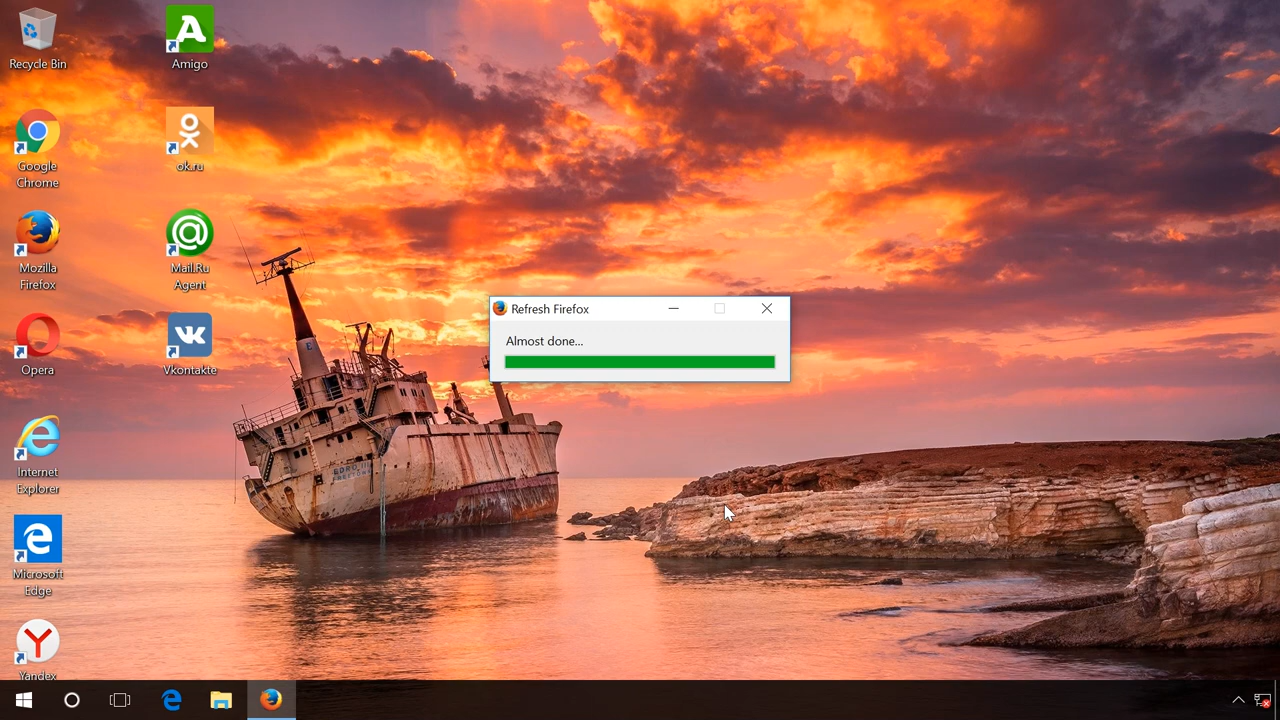 Recycle Bin
Amigo
Google
Chrome
ok.ru
Mozilla
Firefox
Mail.Ru
Agent
Opera
Vkontakte
Internet
Explorer
Microsoft
Edge
Yandex
Refresh Firefox
Almost done...